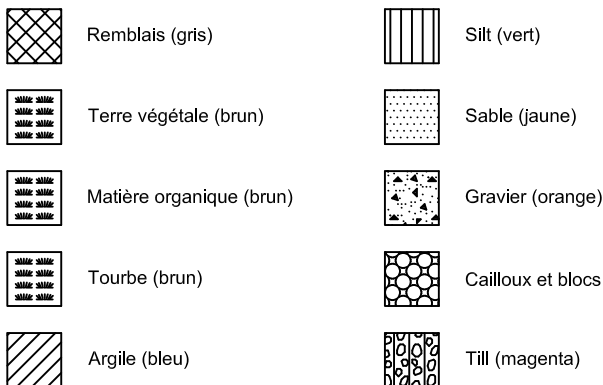 Remblais (gris)
Terre végétale (brun)
Matière organique (brun)
Tourbe (brun)
Argile (bleu)
Silt (vert)
Sable (jaune)
Gravier (orange)
Cailloux et blocs
Till (magenta)